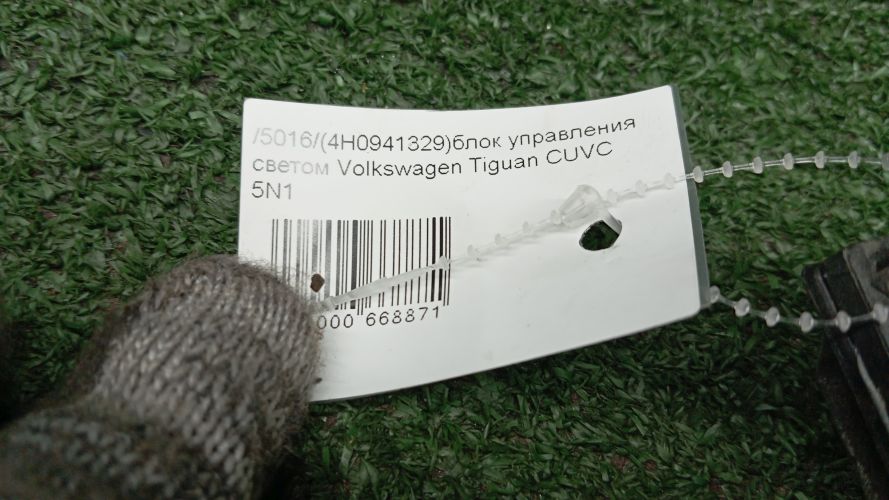 /5016/(4H0941329)блок управления
светом Volkswagen Tiguan CUVC
5N1
000 668871